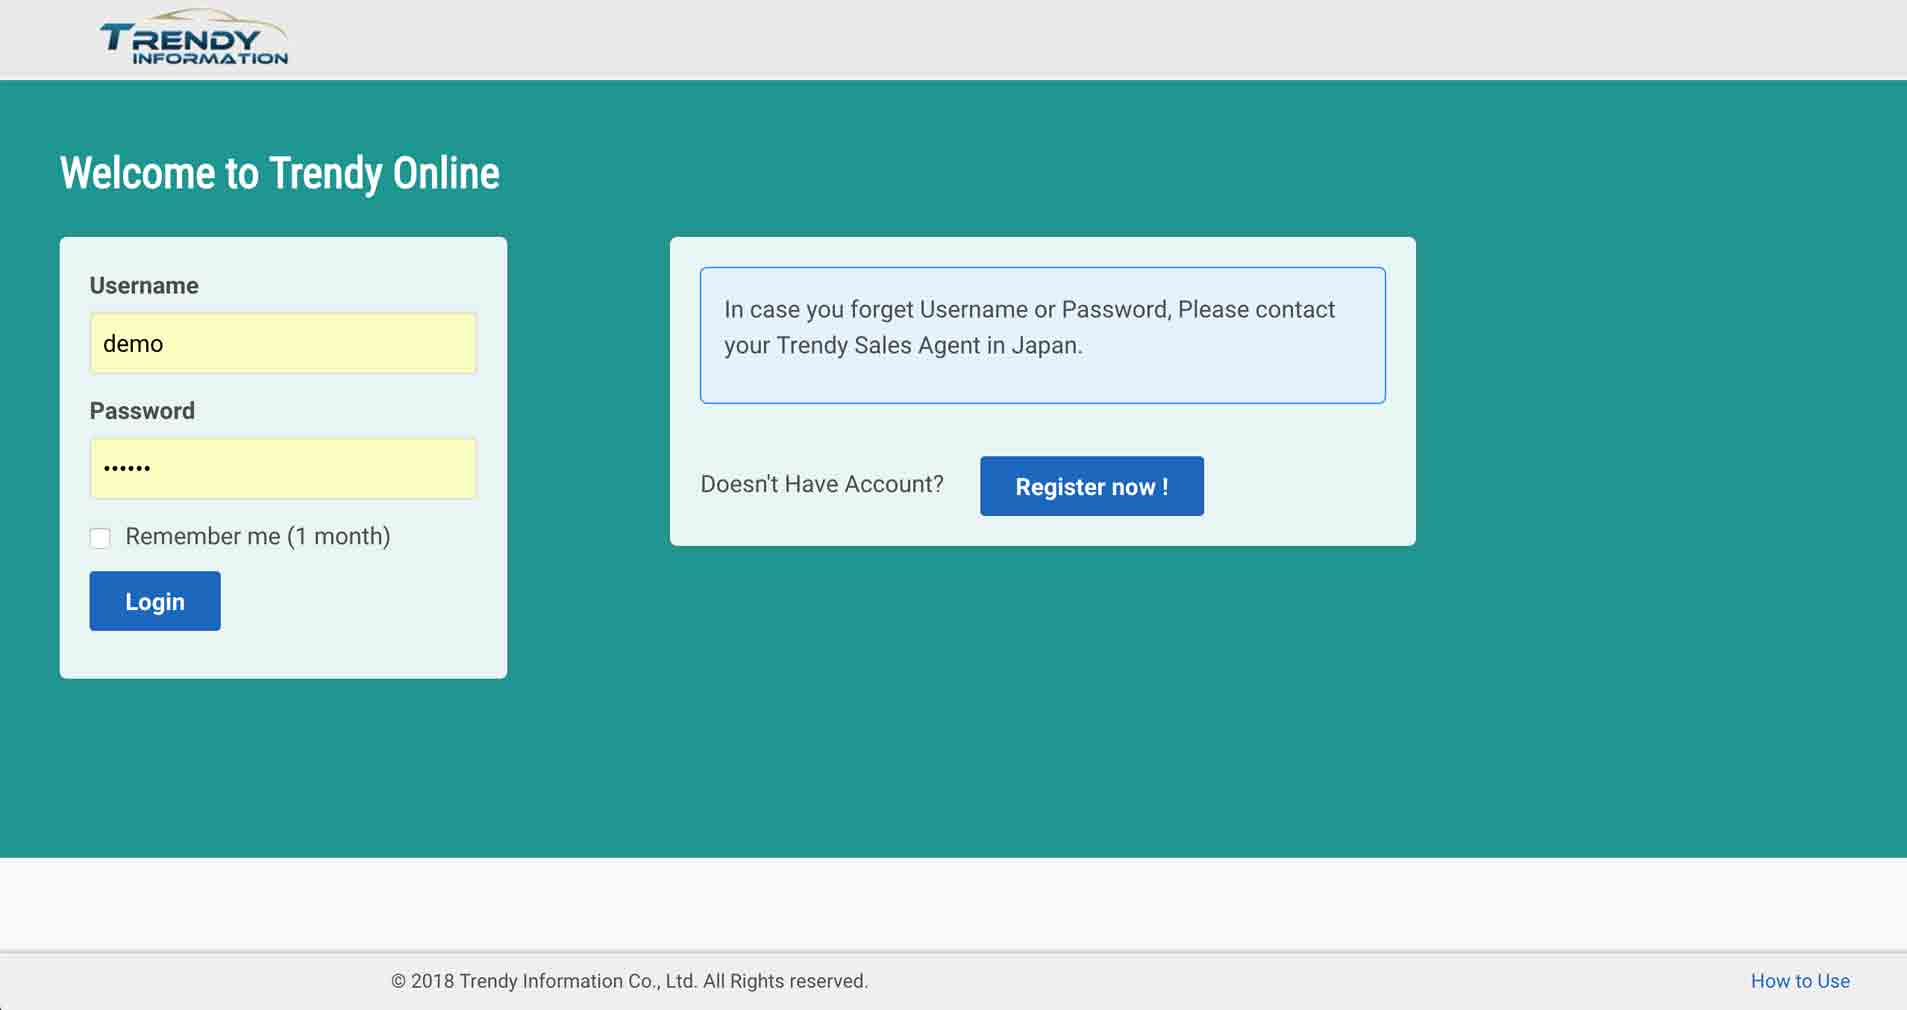 TRENDY
INFORMATION
Welcome to Trendy Online
Username
demo
Password
••••••
Remember me (1 month)
Login
In case you forget Username or Password, Please contact
your Trendy Sales Agent in Japan.
Doesn't Have Account?
Register now !
© 2018 Trendy Information Co., Ltd. All Rights reserved.
How to Use